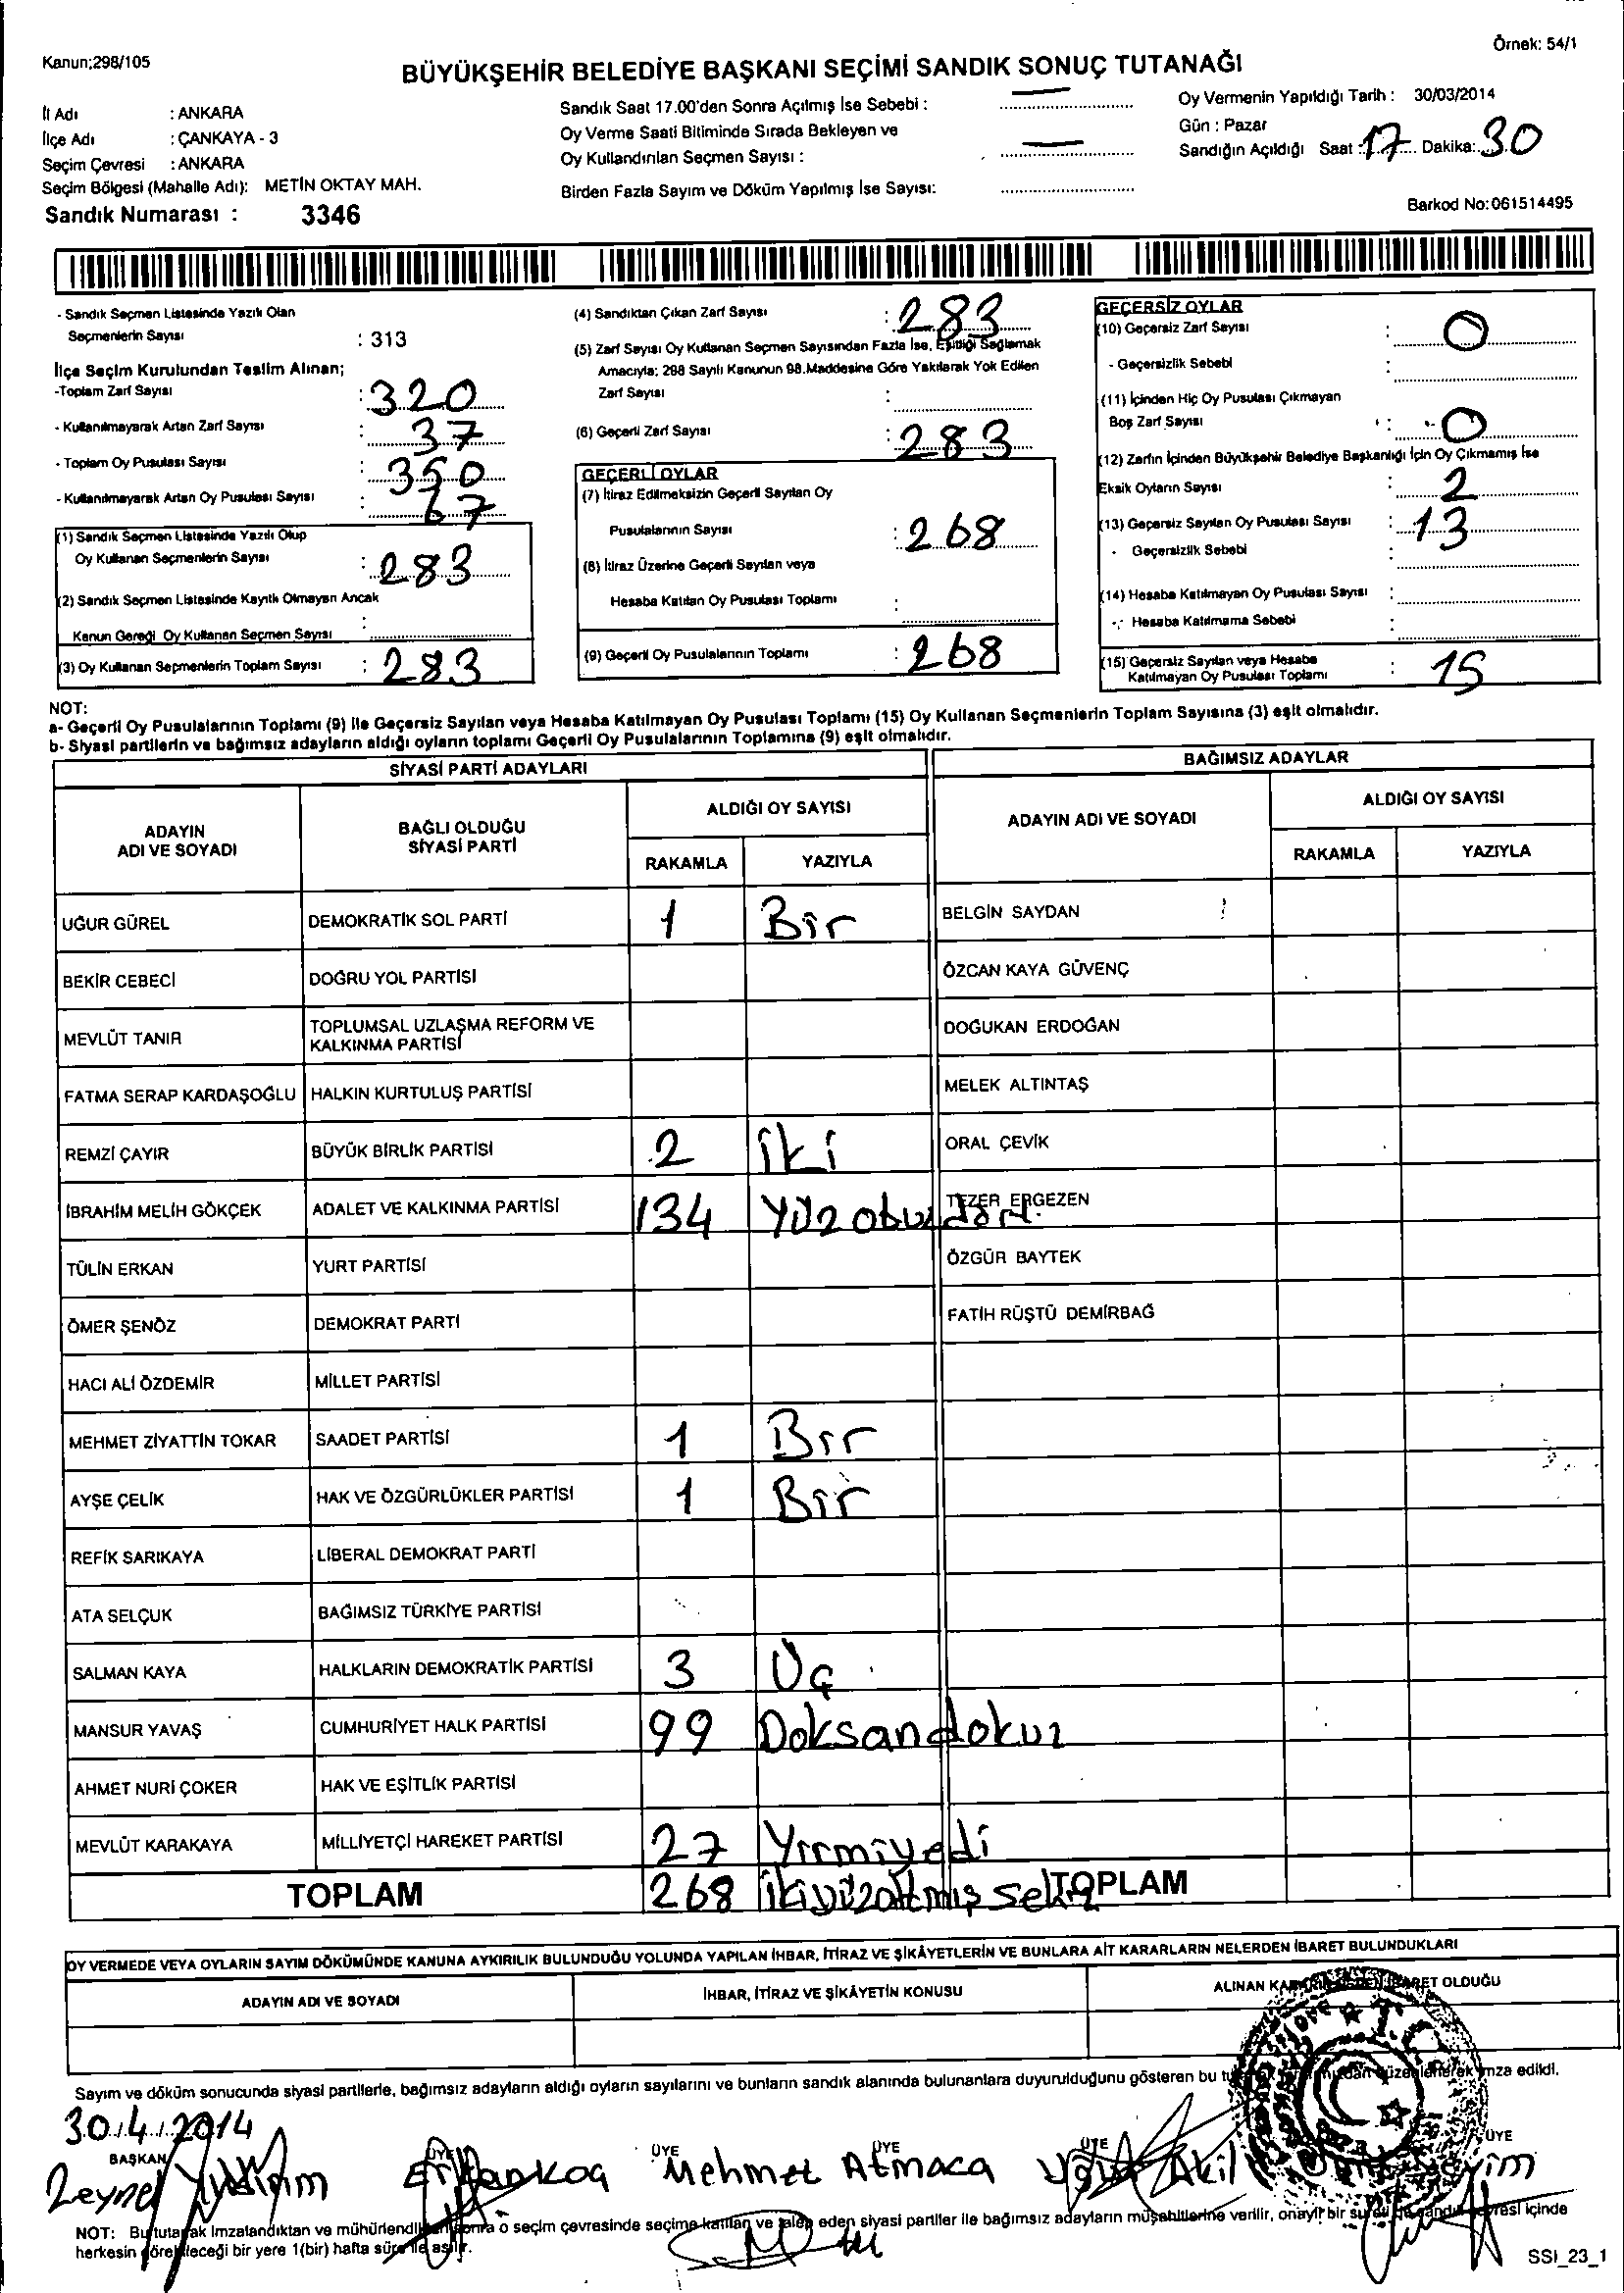 Örnek: 54/1
Kanun;298/105
BÜYÜKŞEHİR BELEDİYE BAŞKANI SEÇİMİ SANDIK SONUÇ TUTANAĞI
İl Adı : ANKARA
İlçe Adı : ÇANKAYA - 3
Seçim Çevresi : ANKARA
Seçim Bölgesi (Mahalle Adı): METİN OKTAY MAH.
Sandık Numarası : 3346
Sandık Saat 17.00'den Sonra Açılmış İse Sebebi : —
Oy Verme Saati Bitiminde Sırada Bekleyen ve
Oy Kullandırılan Seçmen Sayısı : —
Birden Fazla Sayım ve Döküm Yapılmış İse Sayısı:
Oy Vermenin Yapıldığı Tarih : 30/03/2014
Gün : Pazar
Sandığın Açıldığı Saat : 17 Dakika: 30
Barkod No:061514495
- Sandık Seçmen Listesinde Yazılı Olan
Seçmenlerin Sayısı : 313
İlçe Seçim Kurulundan Teslim Alınan;
-Toplam Zarf Sayısı : 320
- Kullanılmayarak Artan Zarf Sayısı : 37
- Toplam Oy Pusulası Sayısı : 350
- Kullanılmayarak Artan Oy Pusulası Sayısı : 67
(1) Sandık Seçmen Listesinde Yazılı Olup
Oy Kullanan Seçmenlerin Sayısı : 283
(2) Sandık Seçmen Listesinde Kayıtlı Olmayan Ancak
Kanun Gereği Oy Kullanan Seçmen Sayısı :
(3) Oy Kullanan Seçmenlerin Toplam Sayısı : 283
(4) Sandıktan Çıkan Zarf Sayısı : 283
(5) Zarf Sayısı Oy Kullanan Seçmen Sayısından Fazla İse, Eşitliği Sağlamak
Amacıyla; 298 Sayılı Kanunun 98.Maddesine Göre Yakılarak Yok Edilen
Zarf Sayısı :
(6) Geçerli Zarf Sayısı : 283
GEÇERLİ OYLAR
(7) İtiraz Edilmeksizin Geçerli Sayılan Oy
Pusulalarının Sayısı : 268
(8) İtiraz Üzerine Geçerli Sayılan veya
Hesaba Katılan Oy Pusulası Toplamı :
(9) Geçerli Oy Pusulalarının Toplamı : 268
GEÇERSİZ OYLAR
(10) Geçersiz Zarf Sayısı : 0
- Geçersizlik Sebebi :
(11) İçinden Hiç Oy Pusulası Çıkmayan
Boş Zarf Sayısı : 0
(12) Zarfın İçinden Büyükşehir Belediye Başkanlığı İçin Oy Çıkmamış İse
Eksik Oyların Sayısı : 2
(13) Geçersiz Sayılan Oy Pusulası Sayısı : 13
- Geçersizlik Sebebi :
(14) Hesaba Katılmayan Oy Pusulası Sayısı :
- Hesaba Katılmama Sebebi :
(15) Geçersiz Sayılan veya Hesaba
Katılmayan Oy Pusulası Toplamı : 15
NOT:
a- Geçerli Oy Pusulalarının Toplamı (9) ile Geçersiz Sayılan veya Hesaba Katılmayan Oy Pusulası Toplamı (15) Oy Kullanan Seçmenlerin Toplam Sayısına (3) eşit olmalıdır.
b- Siyasi partilerin ve bağımsız adayların aldığı oyların toplamı Geçerli Oy Pusulalarının Toplamına (9) eşit olmalıdır.
SİYASİ PARTİ ADAYLARI
ADAYIN
ADI VE SOYADI
BAĞLI OLDUĞU
SİYASİ PARTİ
ALDIĞI OY SAYISI
RAKAMLA YAZIYLA
UĞUR GÜREL DEMOKRATİK SOL PARTİ 1 Bir
BEKİR CEBECİ DOĞRU YOL PARTİSİ
MEVLÜT TANIR TOPLUMSAL UZLAŞMA REFORM VE
KALKINMA PARTİSİ
FATMA SERAP KARDAŞOĞLU HALKIN KURTULUŞ PARTİSİ
REMZİ ÇAYIR BÜYÜK BİRLİK PARTİSİ 2 iki
İBRAHİM MELİH GÖKÇEK ADALET VE KALKINMA PARTİSİ 134 Yüzotuzdört
TÜLİN ERKAN YURT PARTİSİ
ÖMER ŞENÖZ DEMOKRAT PARTİ
HACI ALİ ÖZDEMİR MİLLET PARTİSİ
MEHMET ZİYATTİN TOKAR SAADET PARTİSİ 1 Bir
AYŞE ÇELİK HAK VE ÖZGÜRLÜKLER PARTİSİ 1 Bir
REFİK SARIKAYA LİBERAL DEMOKRAT PARTİ
ATA SELÇUK BAĞIMSIZ TÜRKİYE PARTİSİ
SALMAN KAYA HALKLARIN DEMOKRATİK PARTİSİ 3 Üç
MANSUR YAVAŞ CUMHURİYET HALK PARTİSİ 99 Doksandokuz
AHMET NURİ ÇOKER HAK VE EŞİTLİK PARTİSİ
MEVLÜT KARAKAYA MİLLİYETÇİ HAREKET PARTİSİ 27 Yirmiyedi
TOPLAM 268 ikiyüzaltmışsekiz
BAĞIMSIZ ADAYLAR
ADAYIN ADI VE SOYADI
ALDIĞI OY SAYISI
RAKAMLA YAZIYLA
BELGİN SAYDAN
ÖZCAN KAYA GÜVENÇ
DOĞUKAN ERDOĞAN
MELEK ALTINTAŞ
ORAL ÇEVİK
TEZER ERGEZEN
ÖZGÜR BAYTEK
FATİH RÜŞTÜ DEMİRBAĞ
TOPLAM
OY VERMEDE VEYA OYLARIN SAYIM DÖKÜMÜNDE KANUNA AYKIRILIK BULUNDUĞU YOLUNDA YAPILAN İHBAR, İTİRAZ VE ŞİKÂYETLERİN VE BUNLARA AİT KARARLARIN NELERDEN İBARET BULUNDUKLARI
ADAYIN ADI VE SOYADI İHBAR, İTİRAZ VE ŞİKÂYETİN KONUSU ALINAN KARARIN NEDEN İBARET OLDUĞU
Sayım ve döküm sonucunda siyasi partilerle, bağımsız adayların aldığı oyların sayılarını ve bunların sandık alanında bulunanlara duyurulduğunu gösteren bu düzenlenerek imza edildi.
30/4/2014
BAŞKAN ÜYE ÜYE ÜYE ÜYE ÜYE
Zeynel Yıldırım Mehmet Atmaca
NOT: Bu tutanak imzalandıktan ve mühürlendikten sonra o seçim çevresinde seçime katılan ve talep eden siyasi partiler ile bağımsız adayların müşahitlerine verilir, onaylı bir sureti de sandık çevresi içinde
herkesin görebileceği bir yere 1(bir) hafta süre ile asılır.
SSI_23_1